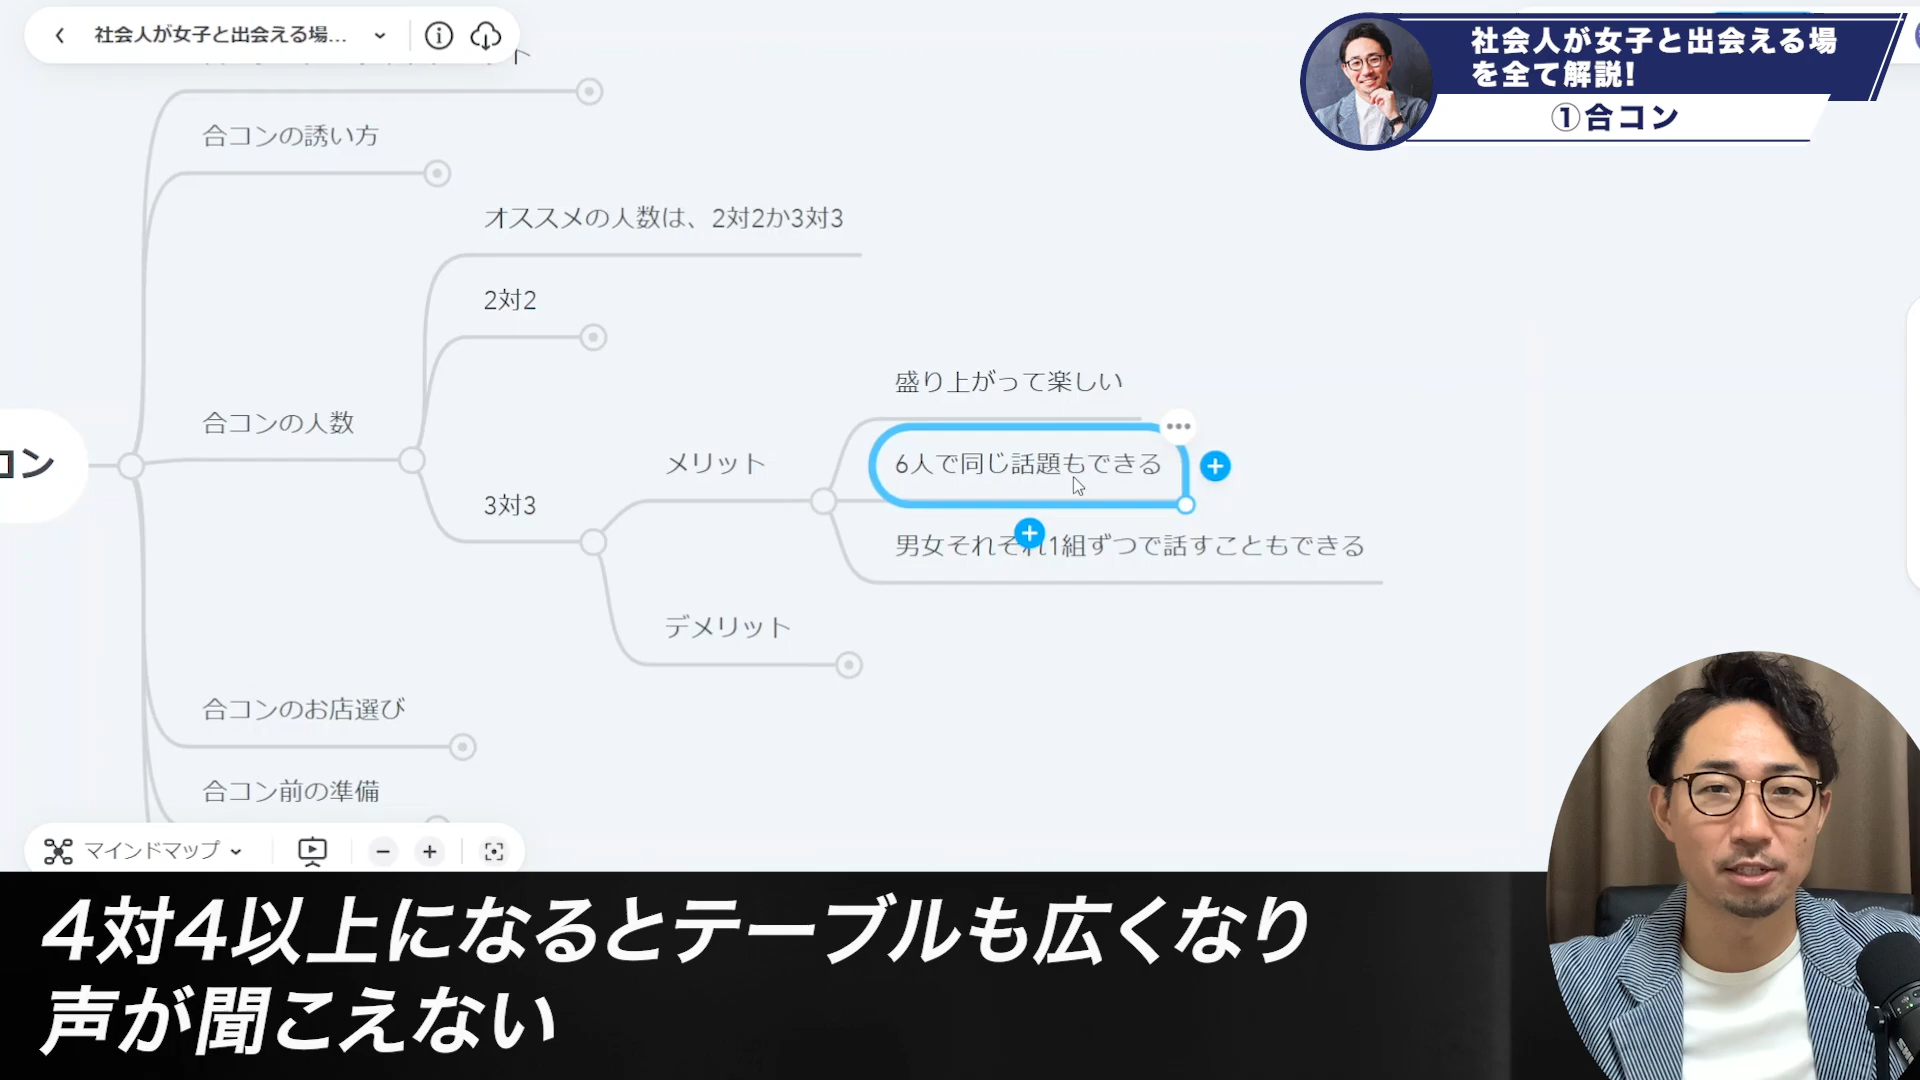 社会人が女子と出会える場...
社会人が女子と出会える場
を全て解説!
①合コン
合コンの誘い方
オススメの人数は、2対2か3対3
2対2
盛り上がって楽しい
合コンの人数
コン
メリット
6人で同じ話題もできる
3対3
男女それぞれ1組ずつで話すこともできる
デメリット
合コンのお店選び
合コン前の準備
マインドマップ
4対4以上になるとテーブルも広くなり
声が聞こえない